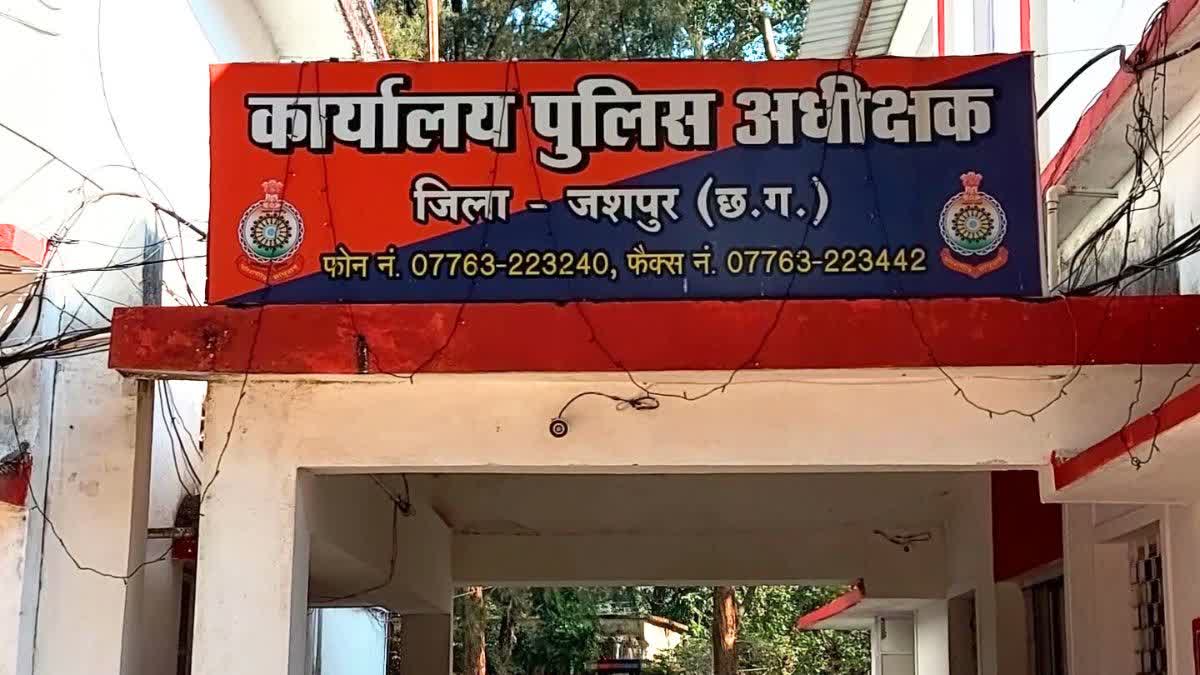 कार्यालय पुलिस अधीक्षक
जिला - जशपुर (छ.ग.)
फोन नं. 07763-223240, फैक्स नं. 07763-223442